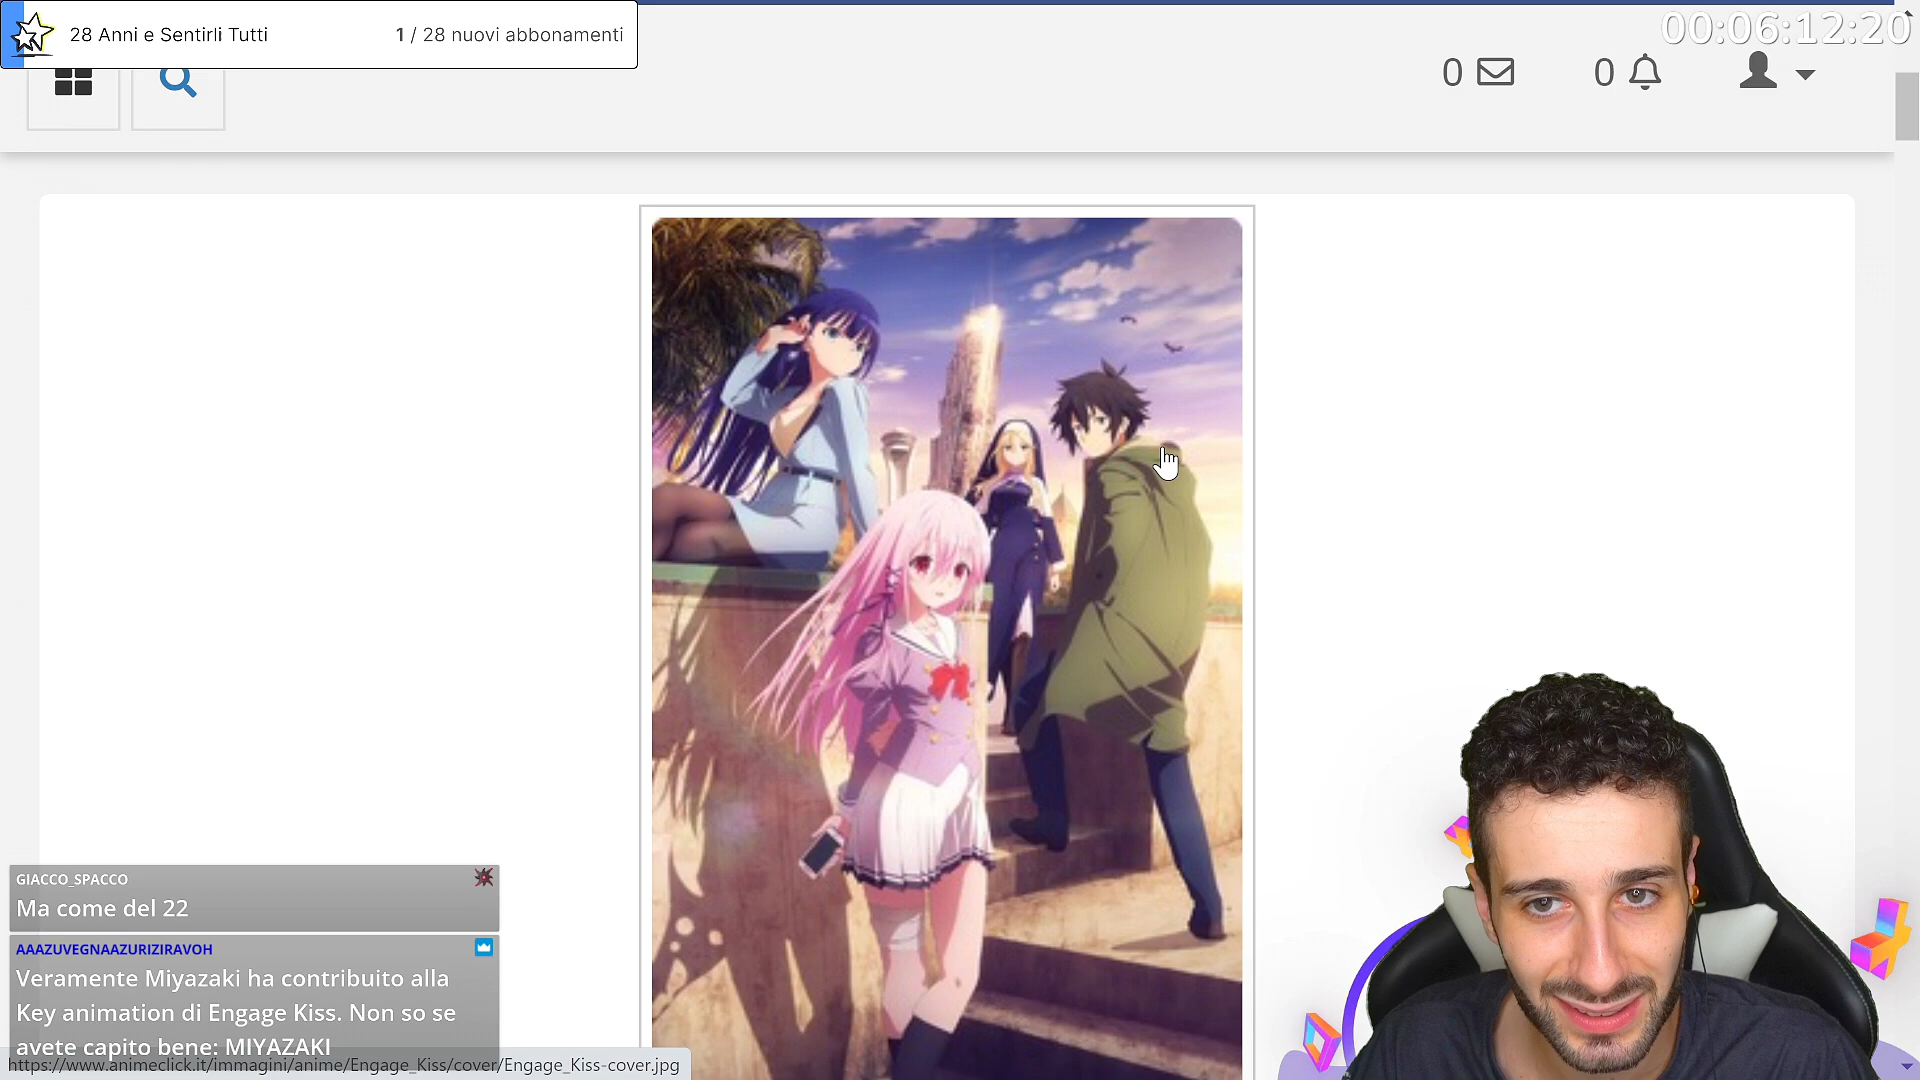 28 Anni e Sentirli Tutti
1 / 28 nuovi abbonamenti
00:06:12:20
0
0
GIACCO_SPACCO
Ma come del 22
AAAZUVEGNAAZURIZIRAVOH
Veramente Miyazaki ha contribuito alla
Key animation di Engage Kiss. Non so se
avete capito bene: MIYAZAKI
https://www.animeclick.it/immagini/anime/Engage_Kiss/cover/Engage_Kiss-cover.jpg